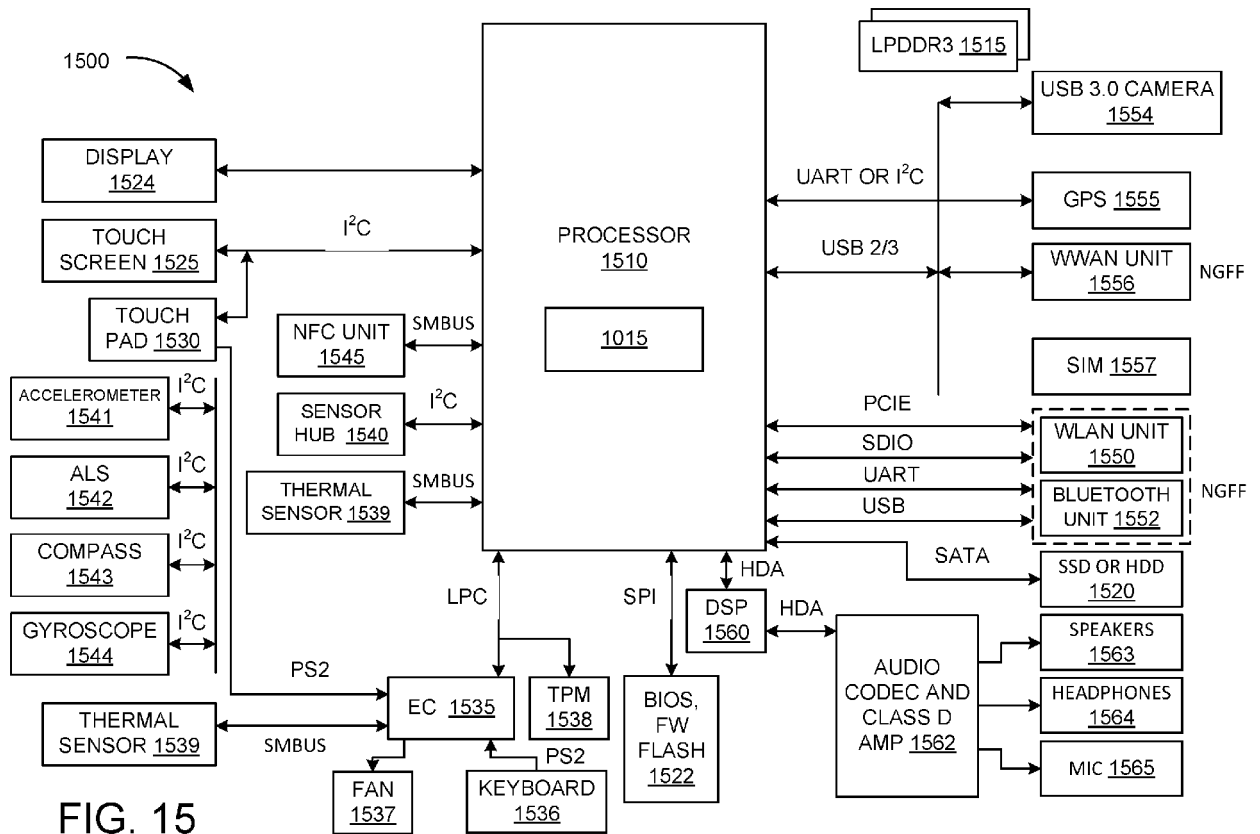 1500
LPDDR3 1515
USB 3.0 CAMERA
1554
DISPLAY
1524
UART OR I²C
GPS 1555
TOUCH
SCREEN 1525
I²C
PROCESSOR
1510
USB 2/3
WWAN UNIT
1556
NGFF
TOUCH
PAD 1530
NFC UNIT
1545
SMBUS
1015
SIM 1557
ACCELEROMETER
1541
I²C
SENSOR
HUB 1540
I²C
PCIE
SDIO
UART
USB
WLAN UNIT
1550
BLUETOOTH
UNIT 1552
NGFF
ALS
1542
I²C
THERMAL
SENSOR 1539
SMBUS
COMPASS
1543
I²C
SATA
SSD OR HDD
1520
LPC
SPI
HDA
DSP
1560
HDA
GYROSCOPE
1544
I²C
AUDIO
CODEC AND
CLASS D
AMP 1562
SPEAKERS
1563
HEADPHONES
1564
MIC 1565
PS2
EC 1535
TPM
1538
BIOS,
FW
FLASH
1522
THERMAL
SENSOR 1539
SMBUS
PS2
FAN
1537
KEYBOARD
1536
FIG. 15